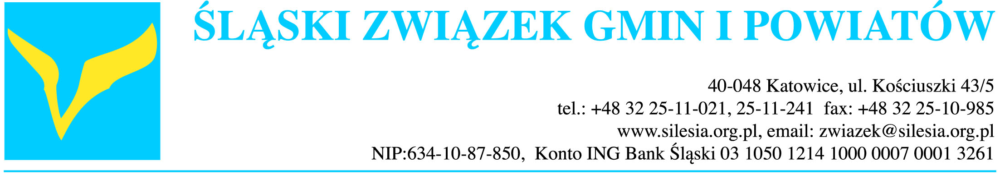 ŚLĄSKI ZWIĄZEK GMIN I POWIATÓW
40-048 Katowice, ul. Kościuszki 43/5
tel.: +48 32 25-11-021, 25-11-241  fax: +48 32 25-10-985
www.silesia.org.pl, email: zwiazek@silesia.org.pl
NIP:634-10-87-850,  Konto ING Bank Śląski 03 1050 1214 1000 0007 0001 3261